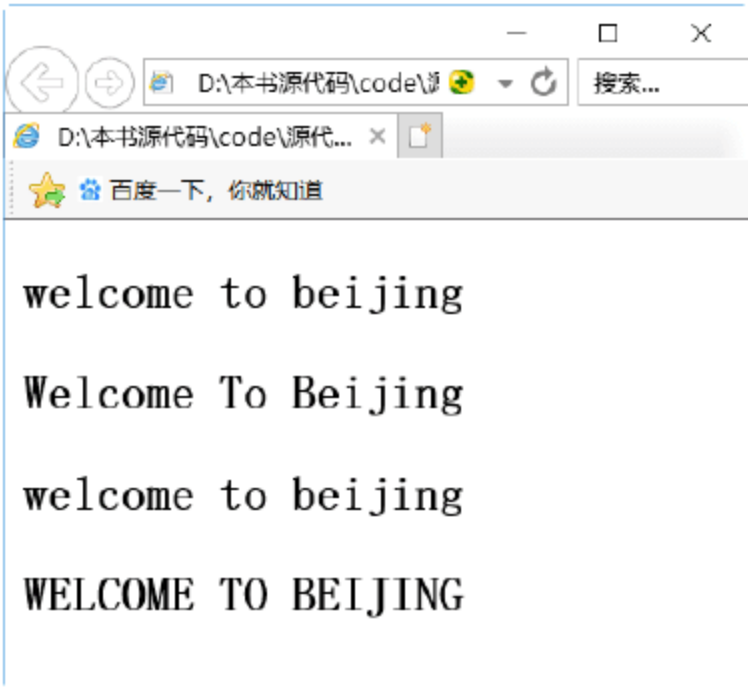 D:\本书源代码\code\源 搜索...
D:\本书源代码\code\源代...
百度一下，你就知道
welcome to beijing
Welcome To Beijing
welcome to beijing
WELCOME TO BEIJING